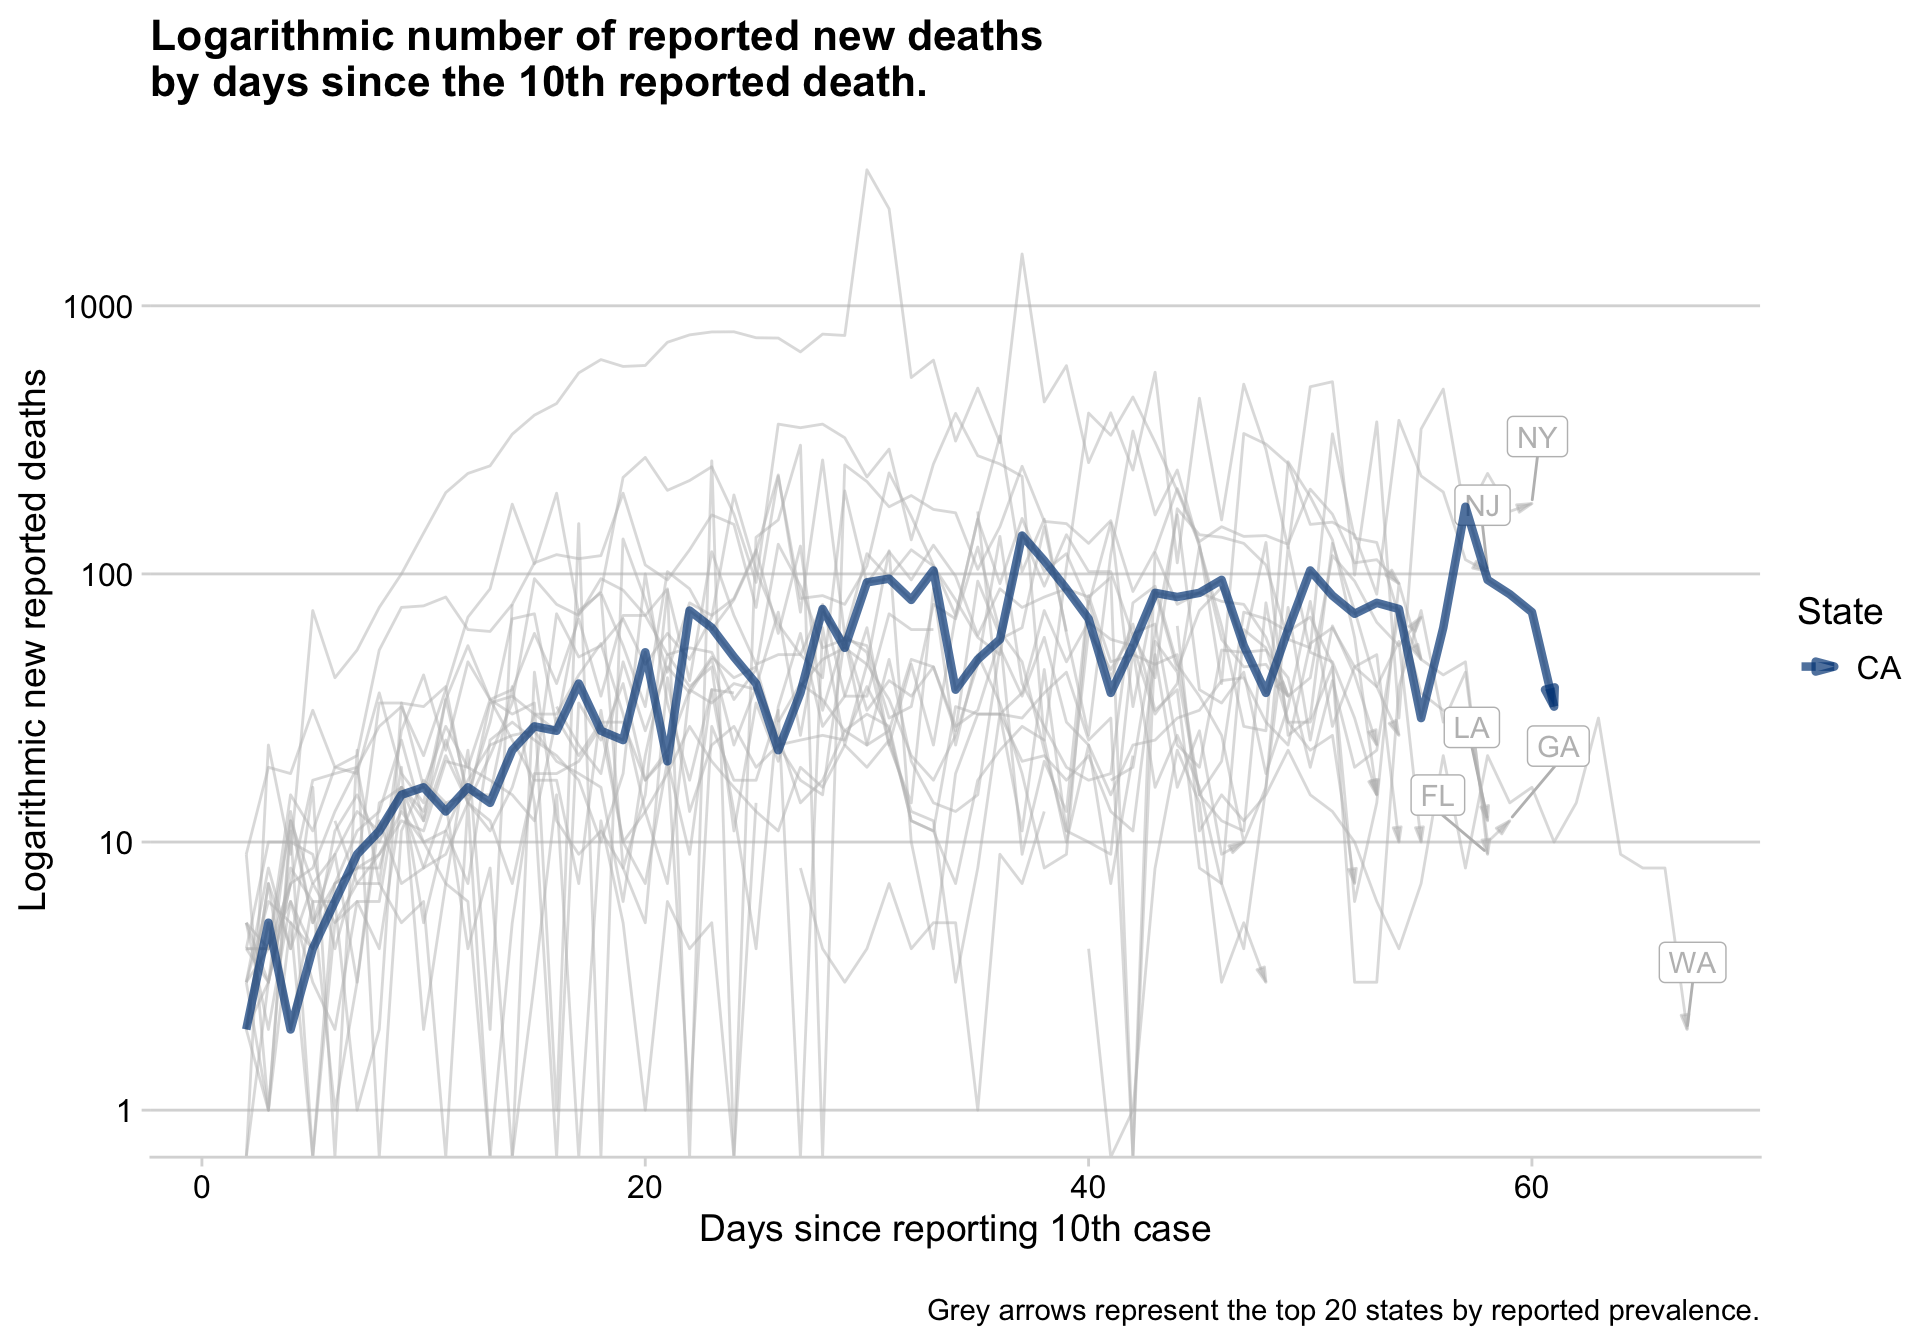 Logarithmic number of reported new deaths
by days since the 10th reported death.
Logarithmic new reported deaths
1000
100
10
1
NY
NJ
LA
GA
FL
WA
State
CA
0 20 40 60
Days since reporting 10th case
Grey arrows represent the top 20 states by reported prevalence.